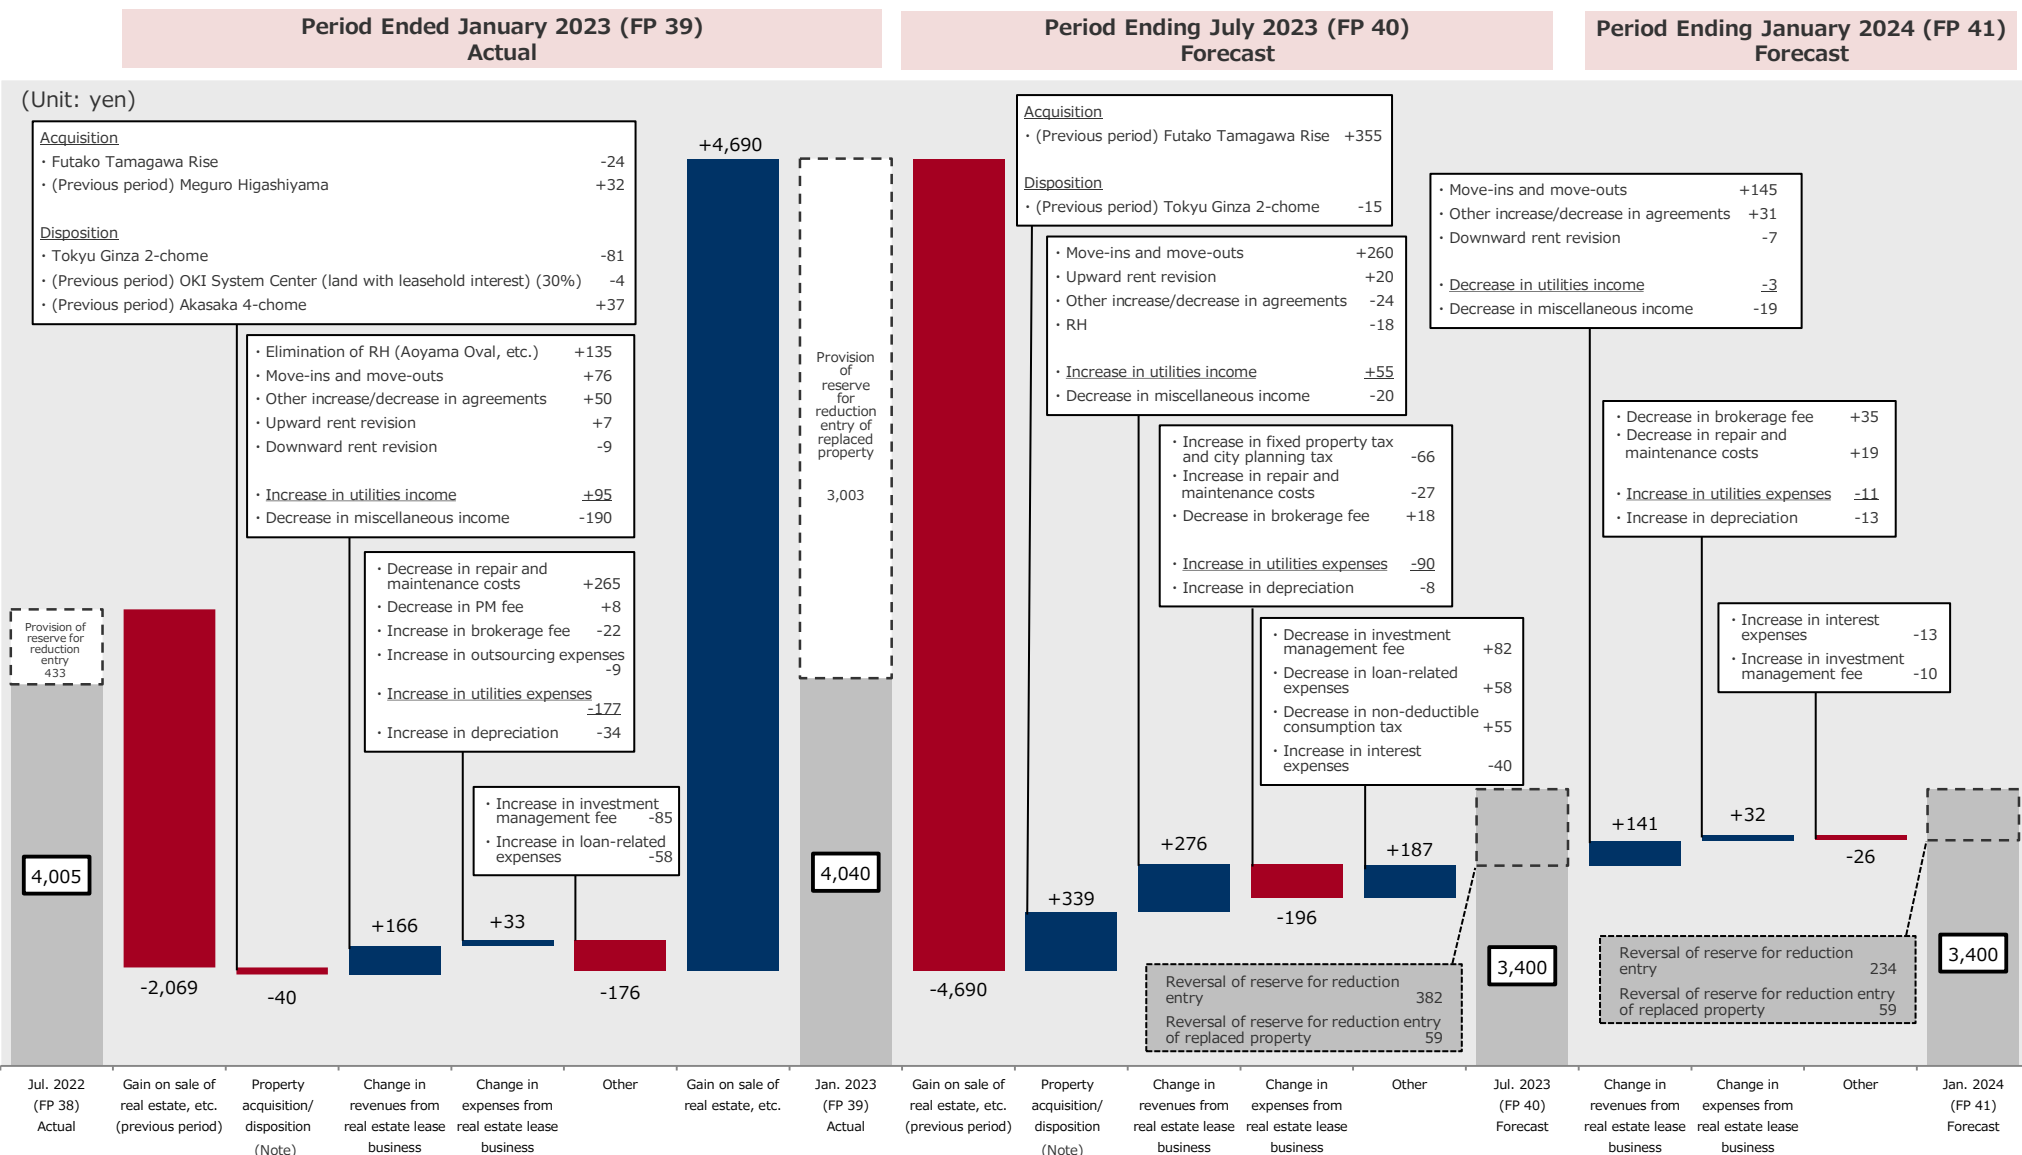 Period Ended January 2023 (FP 39)
Actual
Period Ending July 2023 (FP 40)
Forecast
Period Ending January 2024 (FP 41)
Forecast
(Unit: yen)
Acquisition
・Futako Tamagawa Rise -24
・(Previous period) Meguro Higashiyama +32
Disposition
・Tokyu Ginza 2-chome -81
・(Previous period) OKI System Center (land with leasehold interest) (30%) -4
・(Previous period) Akasaka 4-chome +37
・Elimination of RH (Aoyama Oval, etc.) +135
・Move-ins and move-outs +76
・Other increase/decrease in agreements +50
・Upward rent revision +7
・Downward rent revision -9
・Increase in utilities income +95
・Decrease in miscellaneous income -190
・Decrease in repair and
maintenance costs +265
・Decrease in PM fee +8
・Increase in brokerage fee -22
・Increase in outsourcing expenses
-9
・Increase in utilities expenses
-177
・Increase in depreciation -34
・Increase in investment
management fee -85
・Increase in loan-related
expenses -58
Provision of
reserve for
reduction
entry
433
4,005
-2,069
-40
+166
+33
-176
+4,690
Provision
of
reserve
for
reduction
entry of
replaced
property
3,003
4,040
Acquisition
・(Previous period) Futako Tamagawa Rise +355
Disposition
・(Previous period) Tokyu Ginza 2-chome -15
・Move-ins and move-outs +260
・Upward rent revision +20
・Other increase/decrease in agreements -24
・RH -18
・Increase in utilities income +55
・Decrease in miscellaneous income -20
・Increase in fixed property tax
and city planning tax -66
・Increase in repair and
maintenance costs -27
・Decrease in brokerage fee +18
・Increase in utilities expenses -90
・Increase in depreciation -8
・Decrease in investment
management fee +82
・Decrease in loan-related
expenses +58
・Decrease in non-deductible
consumption tax +55
・Increase in interest
expenses -40
-4,690
+339
+276
-196
+187
Reversal of reserve for reduction
entry 382
Reversal of reserve for reduction entry
of replaced property 59
3,400
・Move-ins and move-outs +145
・Other increase/decrease in agreements +31
・Downward rent revision -7
・Decrease in utilities income -3
・Decrease in miscellaneous income -19
・Decrease in brokerage fee +35
・Decrease in repair and
maintenance costs +19
・Increase in utilities expenses -11
・Increase in depreciation -13
・Increase in interest
expenses -13
・Increase in investment
management fee -10
+141
+32
-26
Reversal of reserve for reduction
entry 234
Reversal of reserve for reduction entry
of replaced property 59
3,400
Jul. 2022
(FP 38)
Actual
Gain on sale of
real estate, etc.
(previous period)
Property
acquisition/
disposition
(Note)
Change in
revenues from
real estate lease
business
Change in
expenses from
real estate lease
business
Other
Gain on sale of
real estate, etc.
Jan. 2023
(FP 39)
Actual
Gain on sale of
real estate, etc.
(previous period)
Property
acquisition/
disposition
(Note)
Change in
revenues from
real estate lease
business
Change in
expenses from
real estate lease
business
Other
Jul. 2023
(FP 40)
Forecast
Change in
revenues from
real estate lease
business
Change in
expenses from
real estate lease
business
Other
Jan. 2024
(FP 41)
Forecast